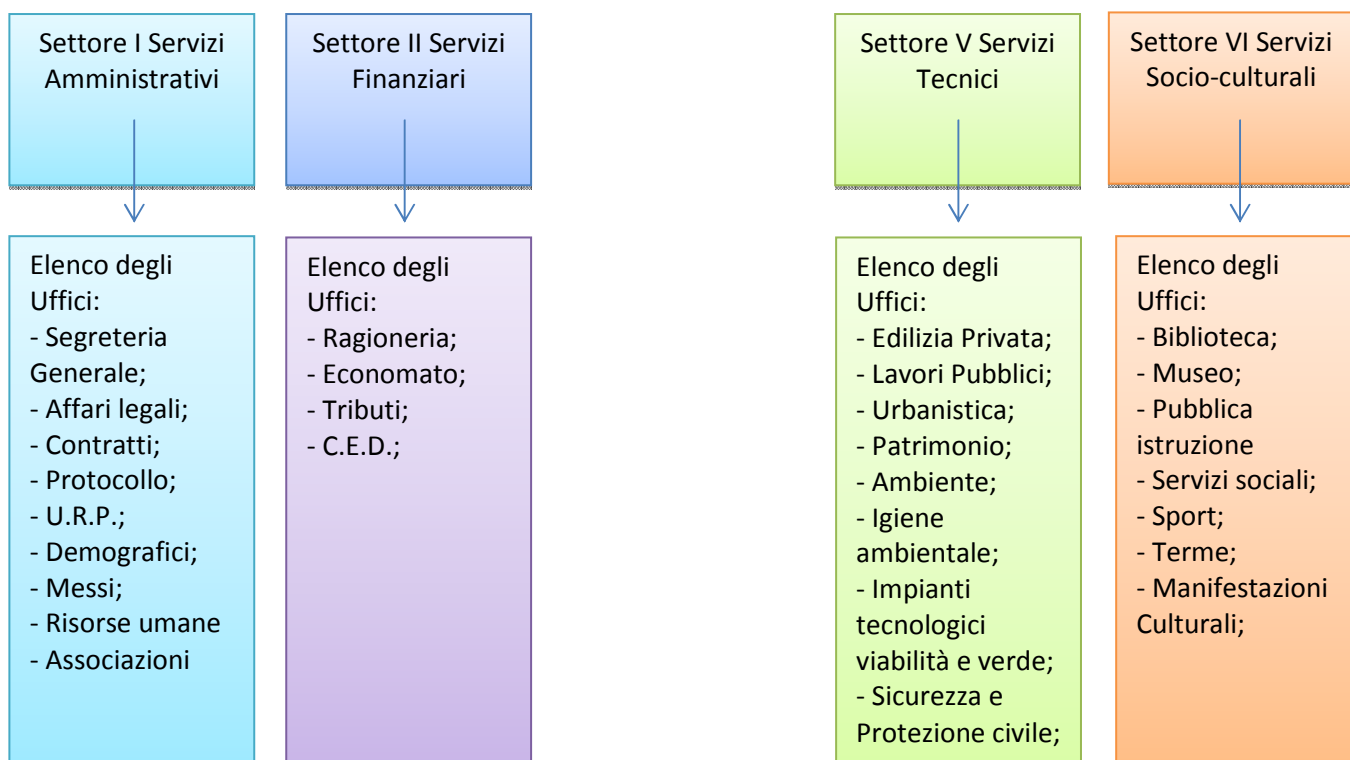 Settore I Servizi
Amministrativi
Settore II Servizi
Finanziari
Settore V Servizi
Tecnici
Settore VI Servizi
Socio-culturali
Elenco degli
Uffici:
- Segreteria
Generale;
- Affari legali;
- Contratti;
- Protocollo;
- U.R.P.;
- Demografici;
- Messi;
- Risorse umane
- Associazioni
Elenco degli
Uffici:
- Ragioneria;
- Economato;
- Tributi;
- C.E.D.;
Elenco degli
Uffici:
- Edilizia Privata;
- Lavori Pubblici;
- Urbanistica;
- Patrimonio;
- Ambiente;
- Igiene
ambientale;
- Impianti
tecnologici
viabilità e verde;
- Sicurezza e
Protezione civile;
Elenco degli
Uffici:
- Biblioteca;
- Museo;
- Pubblica
istruzione
- Servizi sociali;
- Sport;
- Terme;
- Manifestazioni
Culturali;